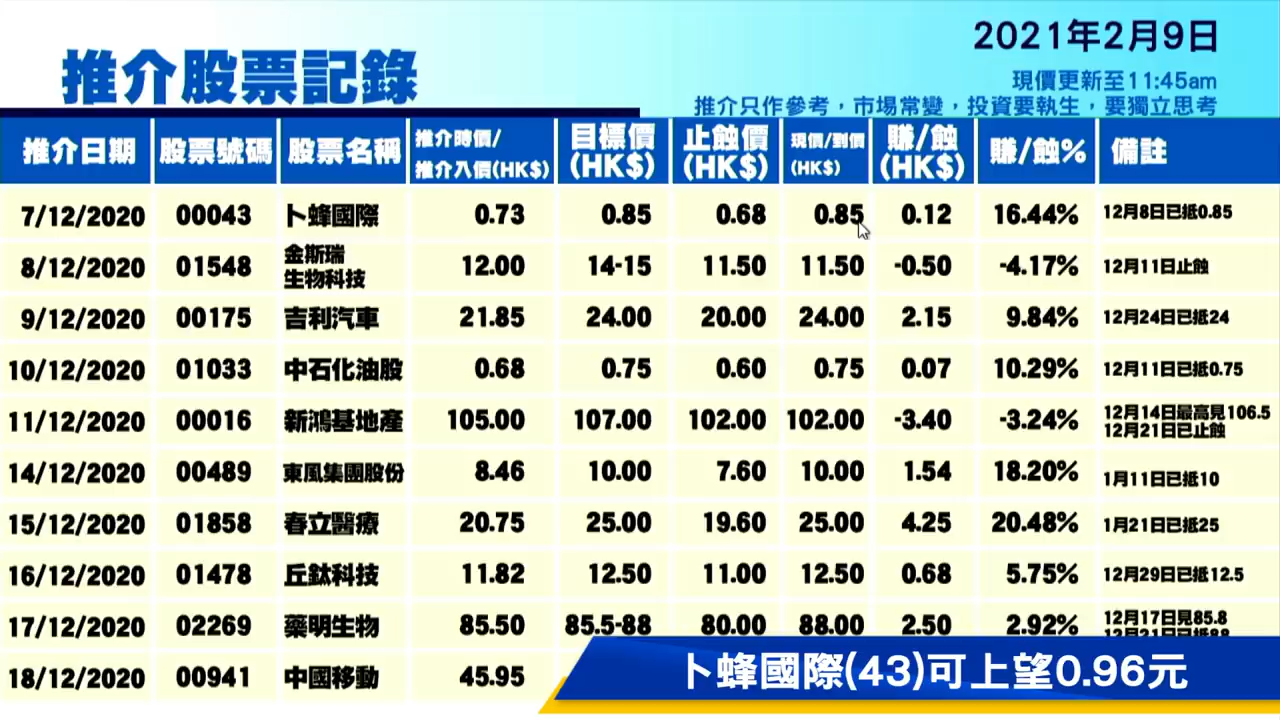 2021年2月9日
推介股票記錄
現價更新至11:45am
推介只作參考，市場常變，投資要執生，要獨立思考
推介日期 股票號碼 股票名稱 推介時價/推介入價(HK$) 目標價(HK$) 止蝕價(HK$) 現價/到價(HK$) 賺/蝕(HK$) 賺/蝕% 備註
7/12/2020 00043 卜蜂國際 0.73 0.85 0.68 0.85 0.12 16.44% 12月8日已抵0.85
8/12/2020 01548 金斯瑞生物科技 12.00 14-15 11.50 11.50 -0.50 -4.17% 12月11日止蝕
9/12/2020 00175 吉利汽車 21.85 24.00 20.00 24.00 2.15 9.84% 12月24日已抵24
10/12/2020 01033 中石化油股 0.68 0.75 0.60 0.75 0.07 10.29% 12月11日已抵0.75
11/12/2020 00016 新鴻基地產 105.00 107.00 102.00 102.00 -3.40 -3.24% 12月14日最高見106.5
12月21日已止蝕
14/12/2020 00489 東風集團股份 8.46 10.00 7.60 10.00 1.54 18.20% 1月11日已抵10
15/12/2020 01858 春立醫療 20.75 25.00 19.60 25.00 4.25 20.48% 1月21日已抵25
16/12/2020 01478 丘鈦科技 11.82 12.50 11.00 12.50 0.68 5.75% 12月29日已抵12.5
17/12/2020 02269 藥明生物 85.50 85.5-88 80.00 88.00 2.50 2.92% 12月17日見85.8
18/12/2020 00941 中國移動 45.95
卜蜂國際(43)可上望0.96元